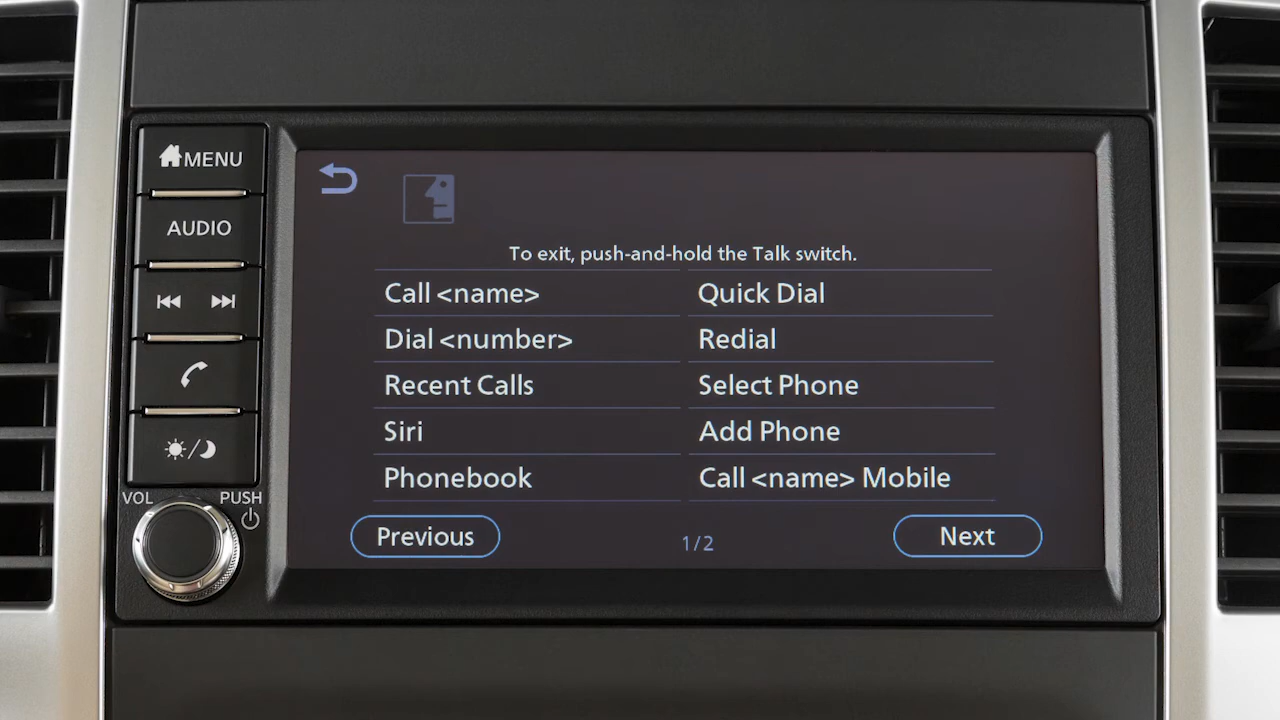 MENU
AUDIO
VOL
PUSH
To exit, push-and-hold the Talk switch.
Call <name>
Quick Dial
Dial <number>
Redial
Recent Calls
Select Phone
Siri
Add Phone
Phonebook
Call <name> Mobile
Previous
1/2
Next